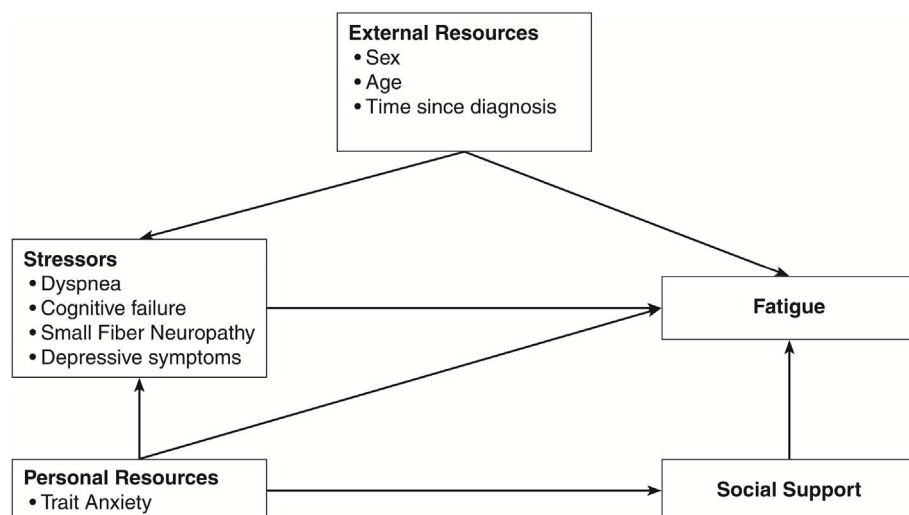 External Resources
• Sex
• Age
• Time since diagnosis
Stressors
• Dyspnea
• Cognitive failure
• Small Fiber Neuropathy
• Depressive symptoms
Fatigue
Personal Resources
• Trait Anxiety
Social Support